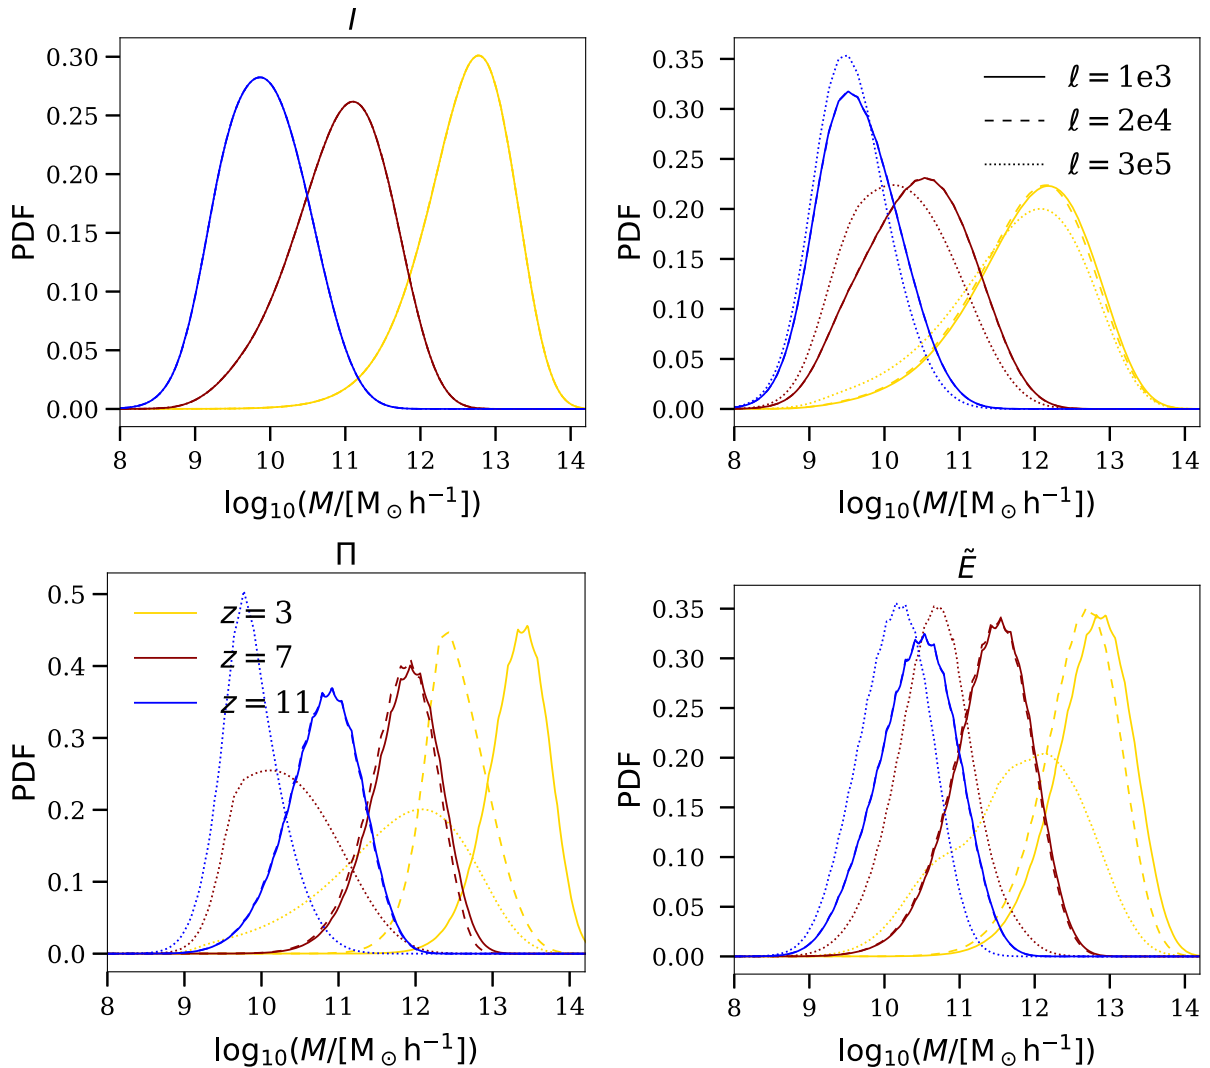 I
0.30
0.25
0.20
0.15
0.10
0.05
0.00
PDF
8 9 10 11 12 13 14
log₁₀(M/[M⊙h⁻¹])
0.35
0.30
0.25
0.20
0.15
0.10
0.05
0.00
PDF
ℓ = 1e3
ℓ = 2e4
ℓ = 3e5
8 9 10 11 12 13 14
log₁₀(M/[M⊙h⁻¹])
Π
0.5
0.4
0.3
0.2
0.1
0.0
PDF
z = 3
z = 7
z = 11
8 9 10 11 12 13 14
log₁₀(M/[M⊙h⁻¹])
Ẽ
0.35
0.30
0.25
0.20
0.15
0.10
0.05
0.00
PDF
8 9 10 11 12 13 14
log₁₀(M/[M⊙h⁻¹])